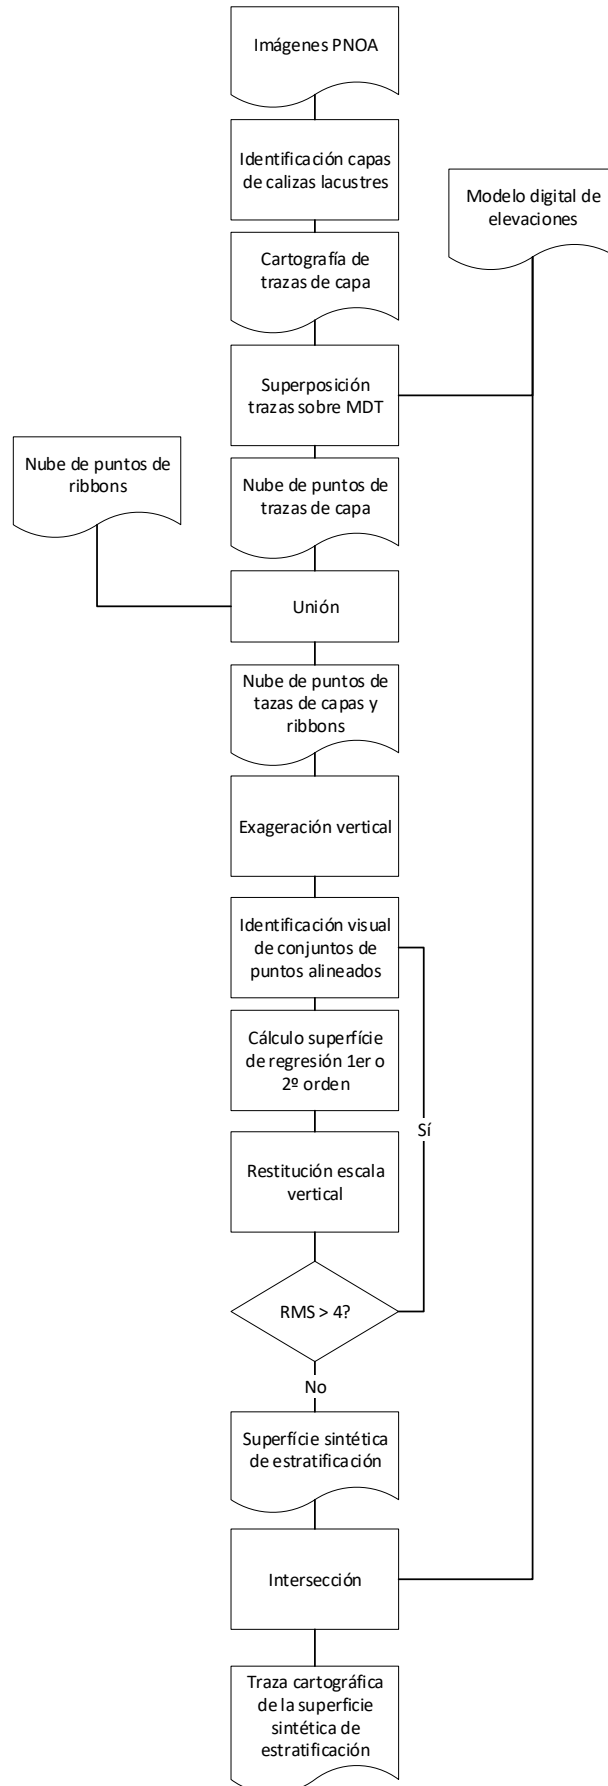 Imágenes PNOA
Identificación capas
de calizas lacustres
Modelo digital de
elevaciones
Cartografía de
trazas de capa
Superposición
trazas sobre MDT
Nube de puntos de
ribbons
Nube de puntos de
trazas de capa
Unión
Nube de puntos de
tazas de capas y
ribbons
Exageración vertical
Identificación visual
de conjuntos de
puntos alineados
Cálculo superfície
de regresión 1er o
2º orden
Sí
Restitución escala
vertical
RMS > 4?
No
Superfície sintética
de estratificación
Intersección
Traza cartográfica
de la superficie
sintética de
estratificación